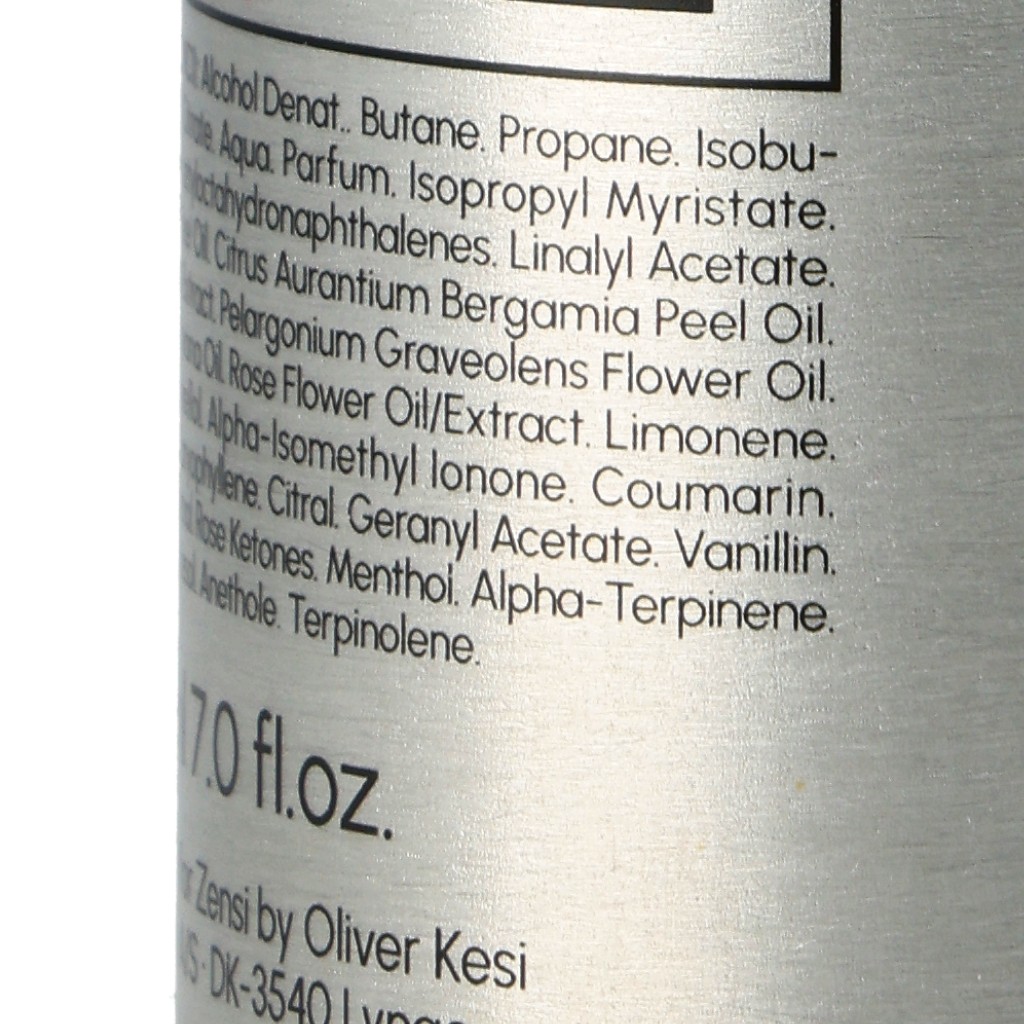 Alcohol Denat.. Butane. Propane. Isobu-
Aqua. Parfum. Isopropyl Myristate.
Linalyl Acetate.
Oil. Citrus Aurantium Bergamia Peel Oil.
Pelargonium Graveolens Flower Oil.
Oil. Rose Flower Oil/Extract. Limonene.
Alpha-Isomethyl Ionone. Coumarin.
Citral. Geranyl Acetate. Vanillin.
Rose Ketones. Menthol. Alpha-Terpinene.
Anethole. Terpinolene.
7.0 fl.oz.
Zensi by Oliver Kesi
DK-3540